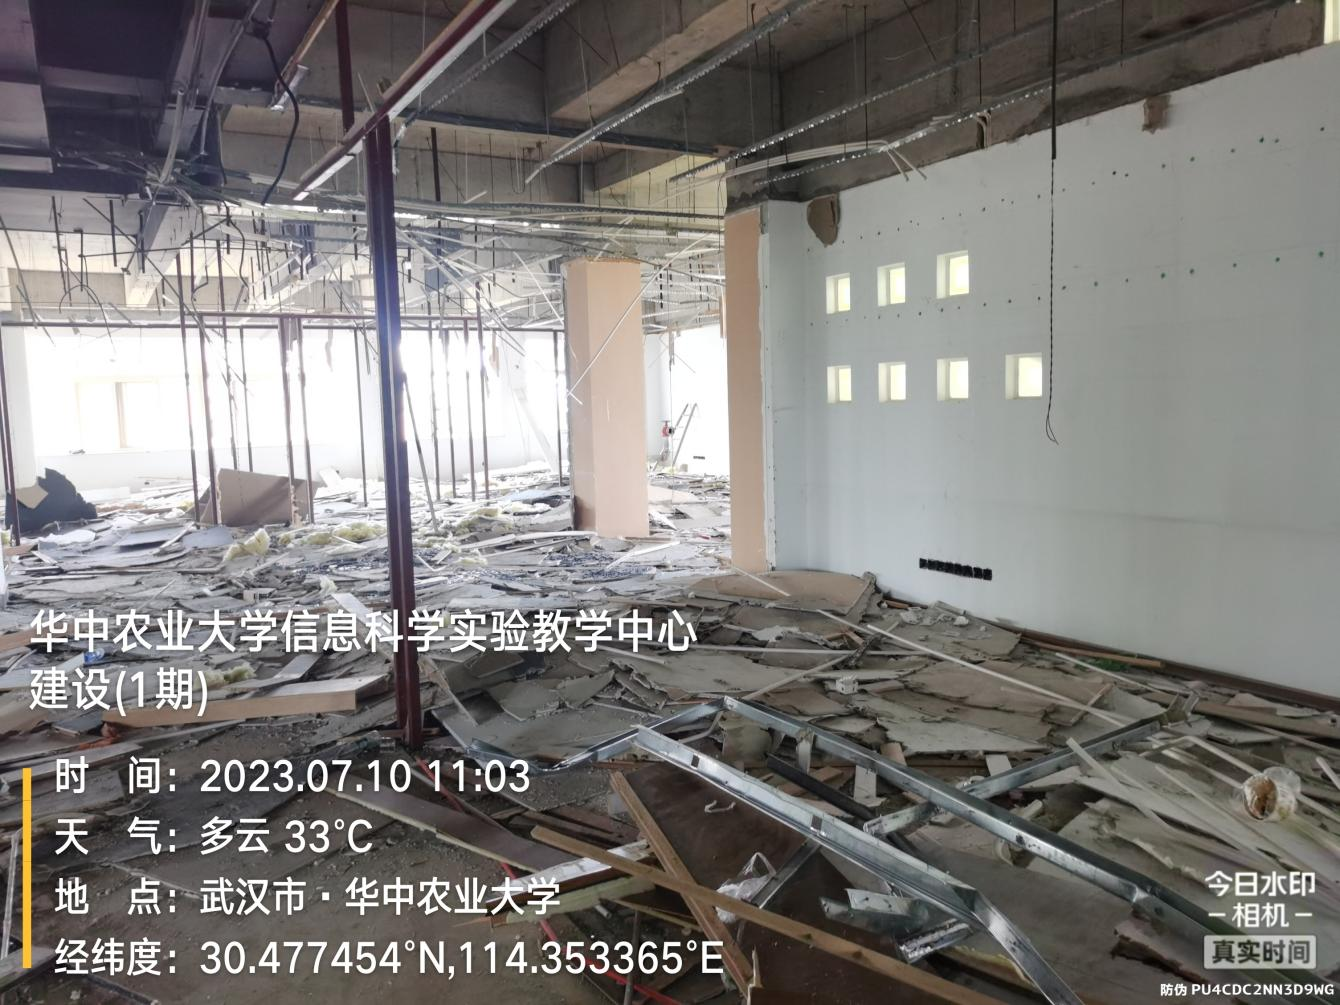 华中农业大学信息科学实验教学中心
建设(1期)
时 间：2023.07.10 11:03
天 气：多云 33℃
地 点：武汉市·华中农业大学
经纬度：30.477454°N,114.353365°E
今日水印
-相机-
真实时间
防伪 PU4CDC2NN3D9WG